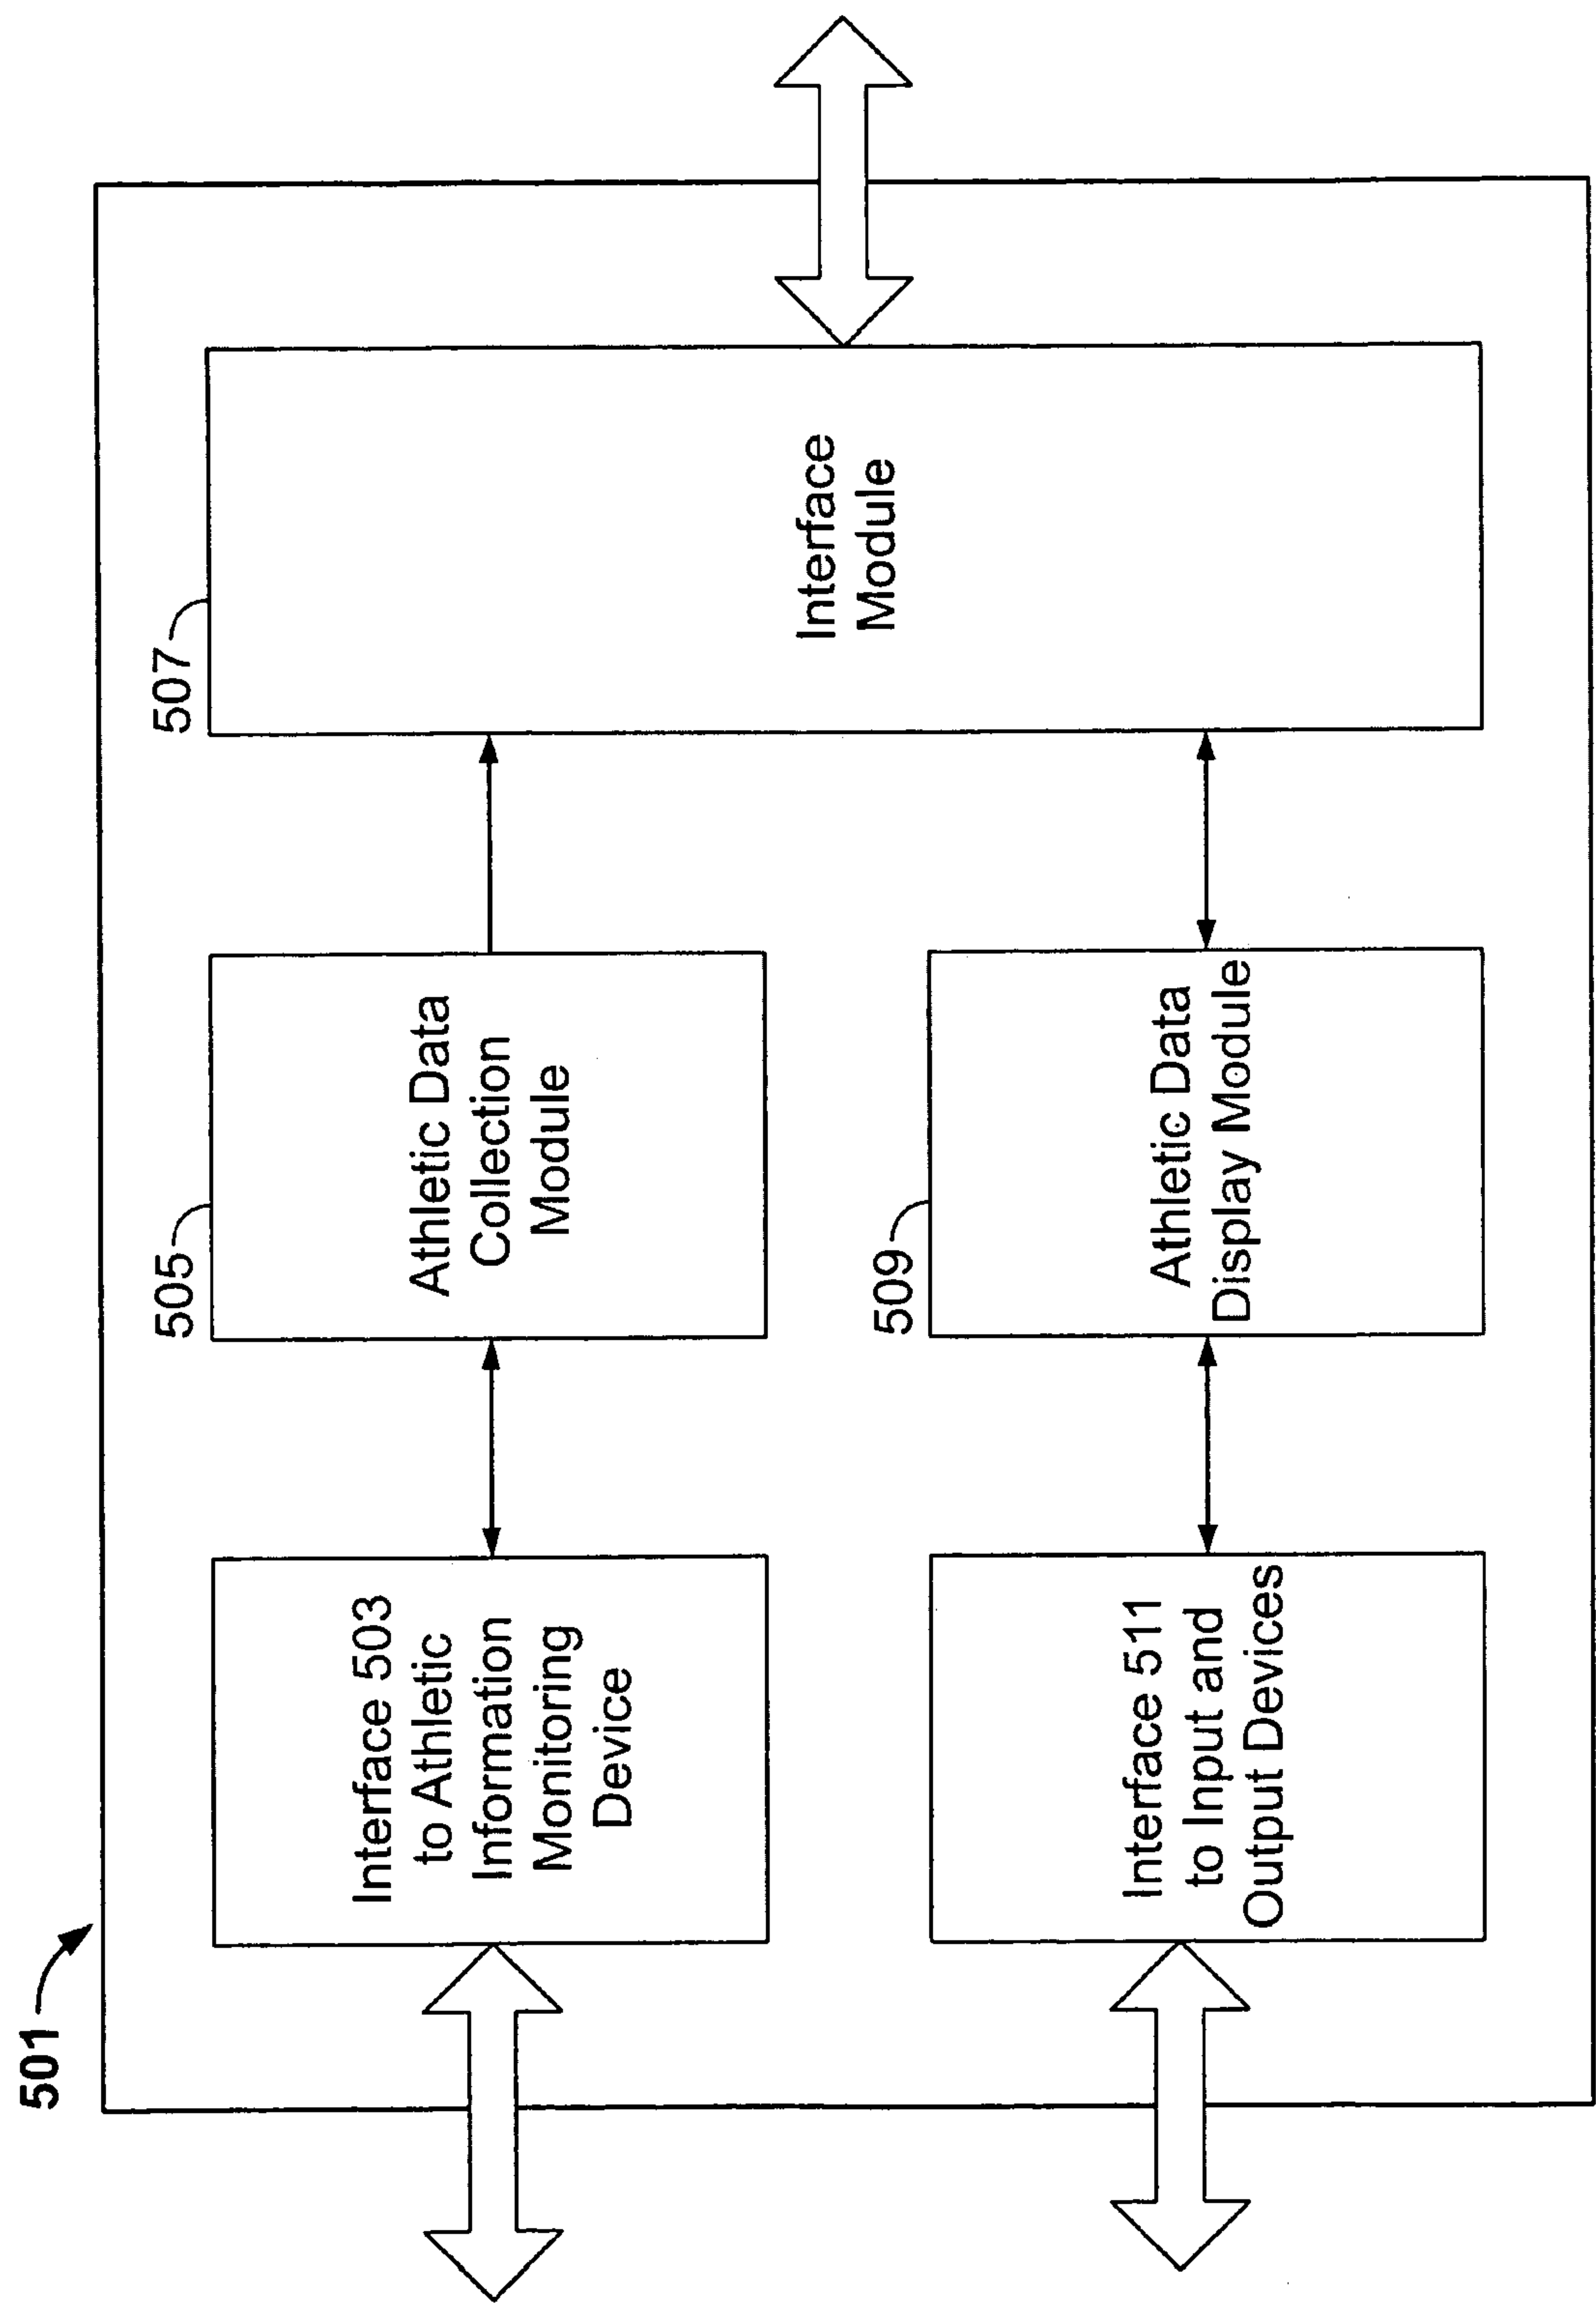 501
Interface 503
to Athletic
Information
Monitoring
Device
505
Athletic Data
Collection
Module
507
Interface
Module
Interface 511
to Input and
Output Devices
509
Athletic Data
Display Module